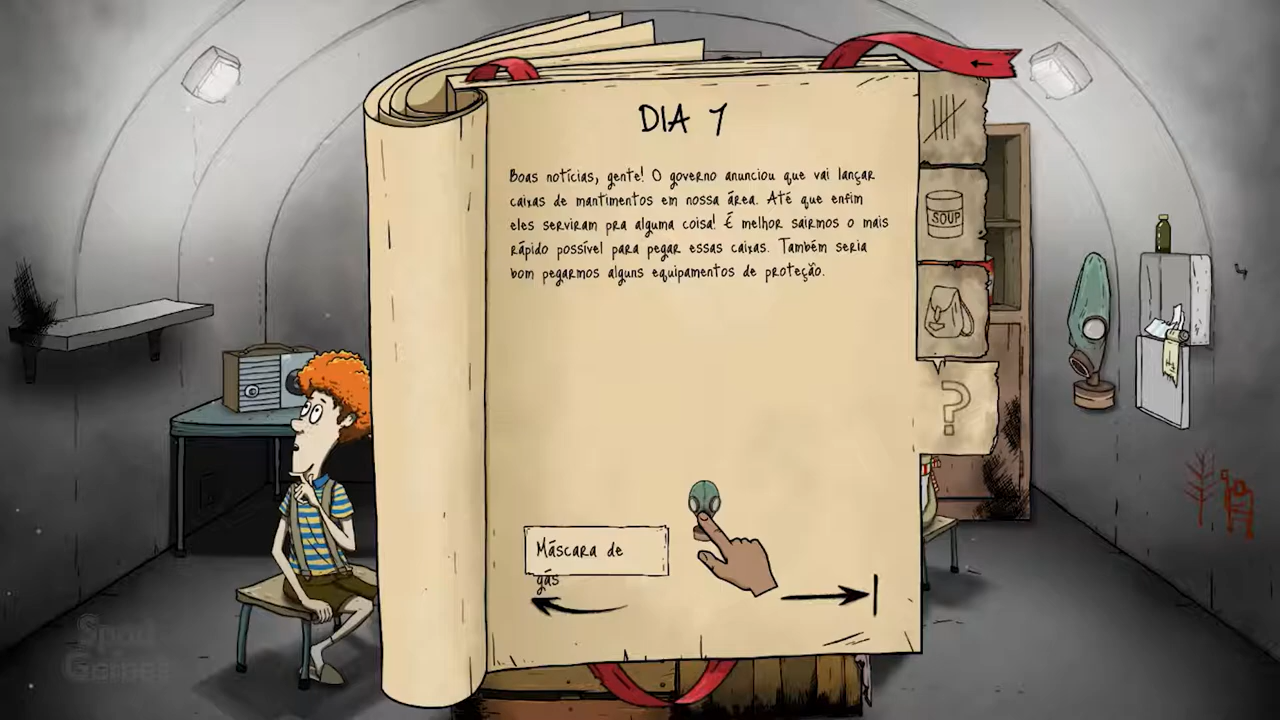 DIA 7
Boas notícias, gente! O governo anunciou que vai lançar
caixas de mantimentos em nossa área. Até que enfim
eles serviram pra alguma coisa! É melhor sairmos o mais
rápido possível para pegar essas caixas. Também seria
bom pegarmos alguns equipamentos de proteção.
SOUP
Máscara de
gás